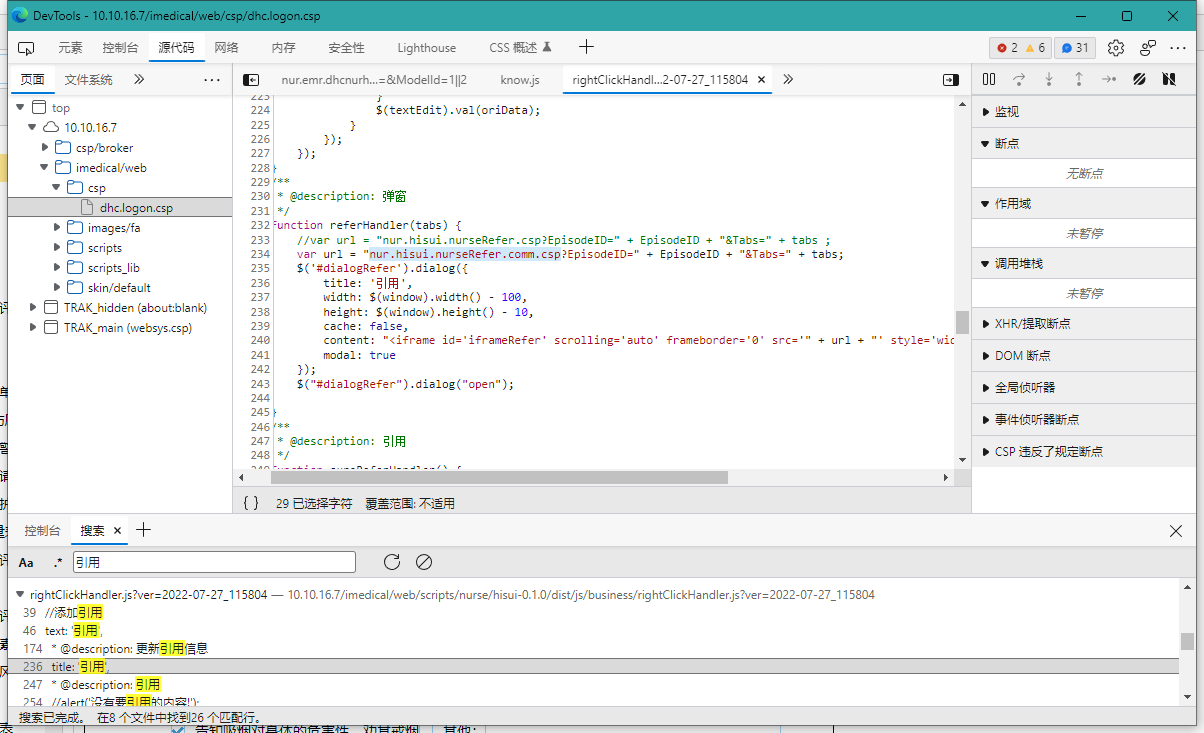 DevTools - 10.10.16.7/imedical/web/csp/dhc.logon.csp
元素 控制台 源代码 网络 内存 安全性 Lighthouse CSS 概述 2 6 31
页面 文件系统
nur.emr.dhcnurh...=&ModelId=1||2 know.js rightClickHandl...2-07-27_115804
top
10.10.16.7
csp/broker
imedical/web
csp
dhc.logon.csp
images/fa
scripts
scripts_lib
skin/default
TRAK_hidden (about:blank)
TRAK_main (websys.csp)
223 }
224 $(textEdit).val(oriData);
225 }
226 });
227 });
228 }
229 /**
230 * @description: 弹窗
231 */
232 function referHandler(tabs) {
233 //var url = "nur.hisui.nurseRefer.csp?EpisodeID=" + EpisodeID + "&Tabs=" + tabs ;
234 var url = "nur.hisui.nurseRefer.comm.csp?EpisodeID=" + EpisodeID + "&Tabs=" + tabs;
235 $('#dialogRefer').dialog({
236 title: '引用',
237 width: $(window).width() - 100,
238 height: $(window).height() - 10,
239 cache: false,
240 content: "<iframe id='iframeRefer' scrolling='auto' frameborder='0' src='" + url + "' style='wid
241 modal: true
242 });
243 $("#dialogRefer").dialog("open");
244
245 }
246 /**
247 * @description: 引用
248 */
{ } 29 已选择字符 覆盖范围: 不适用
监视
断点
无断点
作用域
未暂停
调用堆栈
未暂停
XHR/提取断点
DOM 断点
全局侦听器
事件侦听器断点
CSP 违反了规定断点
控制台 搜索
Aa .* 引用
rightClickHandler.js?ver=2022-07-27_115804 — 10.10.16.7/imedical/web/scripts/nurse/hisui-0.1.0/dist/js/business/rightClickHandler.js?ver=2022-07-27_115804
39 //添加引用
46 text: '引用',
174 * @description: 更新引用信息
236 title: '引用',
247 * @description: 引用
254 //alert('没有要引用的内容!');
搜索已完成。 在8 个文件中找到26 个匹配行。